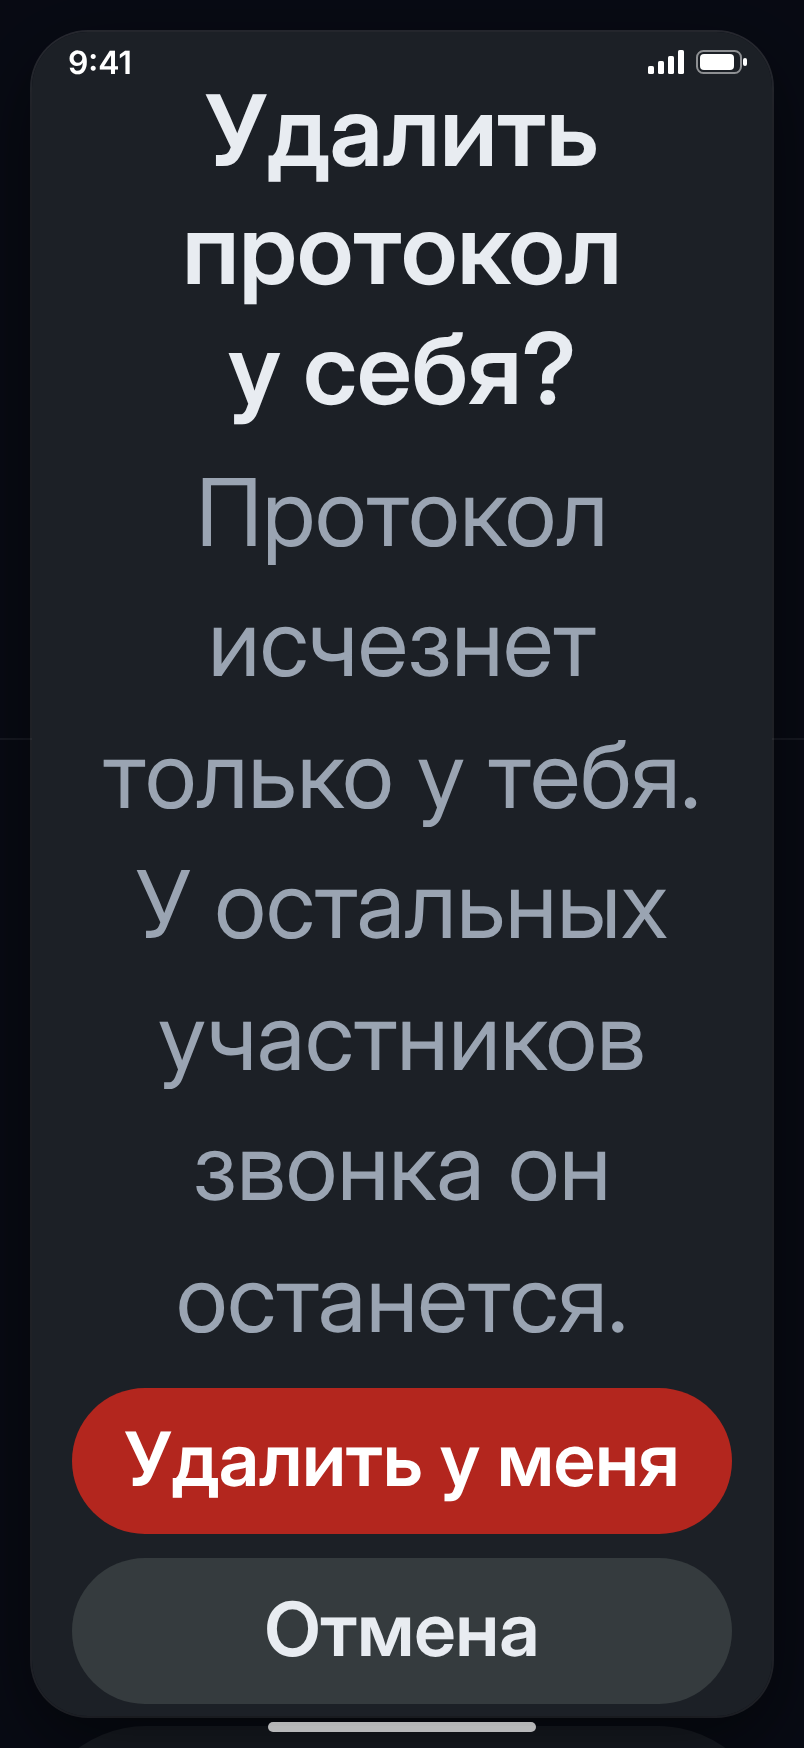 9:41
Удалить
протокол
у себя?
Протокол
исчезнет
только у тебя.
У остальных
участников
звонка он
останется.
Удалить у меня
Отмена